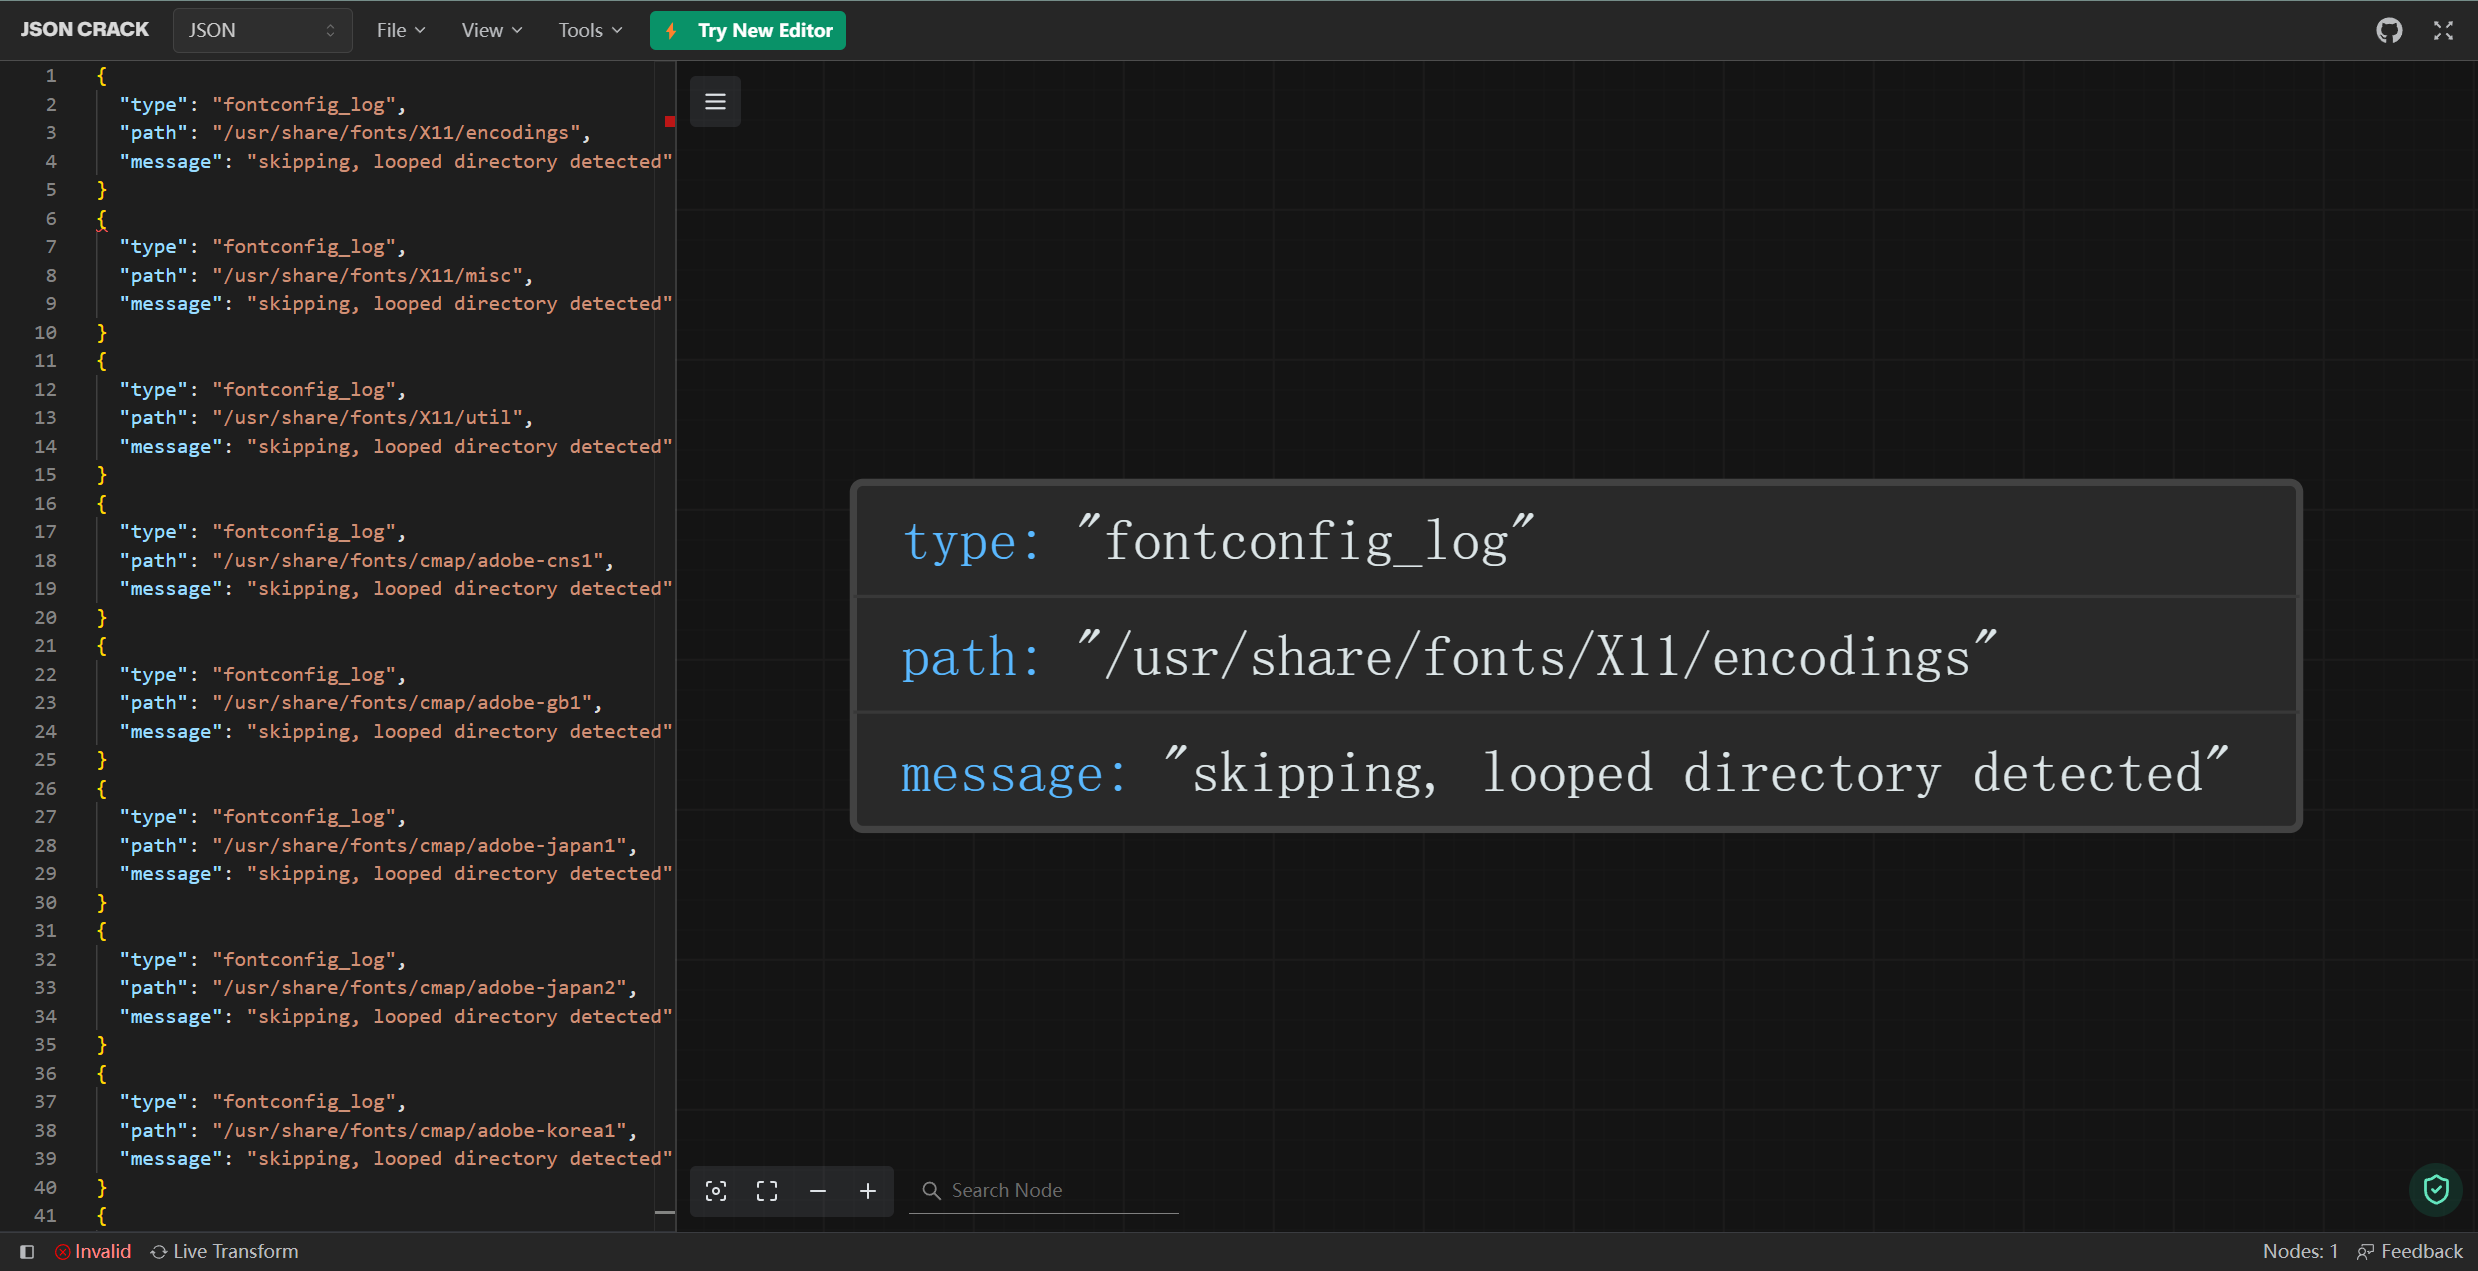 JSON CRACK JSON File View Tools Try New Editor
1 {
2 "type": "fontconfig_log",
3 "path": "/usr/share/fonts/X11/encodings",
4 "message": "skipping, looped directory detected"
5 }
6 {
7 "type": "fontconfig_log",
8 "path": "/usr/share/fonts/X11/misc",
9 "message": "skipping, looped directory detected"
10 }
11 {
12 "type": "fontconfig_log",
13 "path": "/usr/share/fonts/X11/util",
14 "message": "skipping, looped directory detected"
15 }
16 {
17 "type": "fontconfig_log",
18 "path": "/usr/share/fonts/cmap/adobe-cns1",
19 "message": "skipping, looped directory detected"
20 }
21 {
22 "type": "fontconfig_log",
23 "path": "/usr/share/fonts/cmap/adobe-gb1",
24 "message": "skipping, looped directory detected"
25 }
26 {
27 "type": "fontconfig_log",
28 "path": "/usr/share/fonts/cmap/adobe-japan1",
29 "message": "skipping, looped directory detected"
30 }
31 {
32 "type": "fontconfig_log",
33 "path": "/usr/share/fonts/cmap/adobe-japan2",
34 "message": "skipping, looped directory detected"
35 }
36 {
37 "type": "fontconfig_log",
38 "path": "/usr/share/fonts/cmap/adobe-korea1",
39 "message": "skipping, looped directory detected"
40 }
41 {
type: "fontconfig_log"
path: "/usr/share/fonts/X11/encodings"
message: "skipping, looped directory detected"
Search Node
Invalid Live Transform Nodes: 1 Feedback